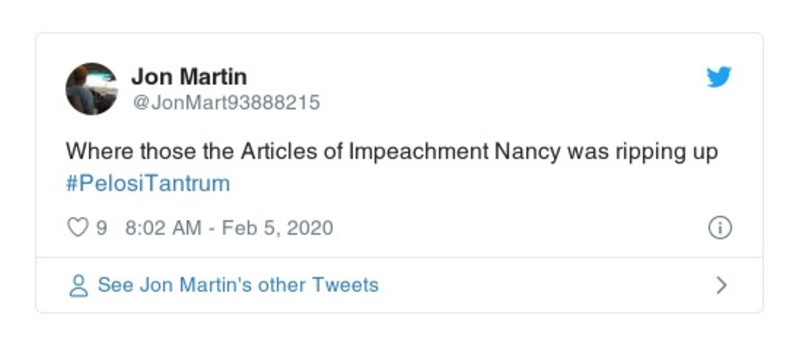 Jon Martin
@JonMart93888215
Where those the Articles of Impeachment Nancy was ripping up
#PelosiTantrum
9 8:02 AM - Feb 5, 2020
See Jon Martin's other Tweets